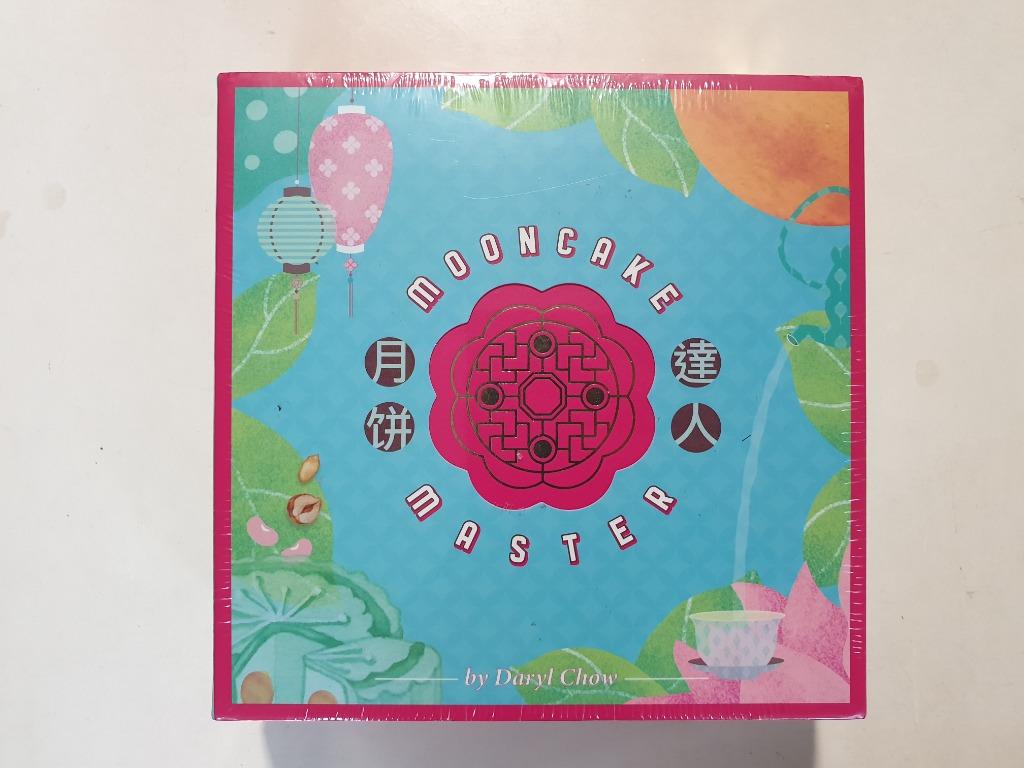 MOONCAKE
月饼
達人
MASTER
by Daryl Chow